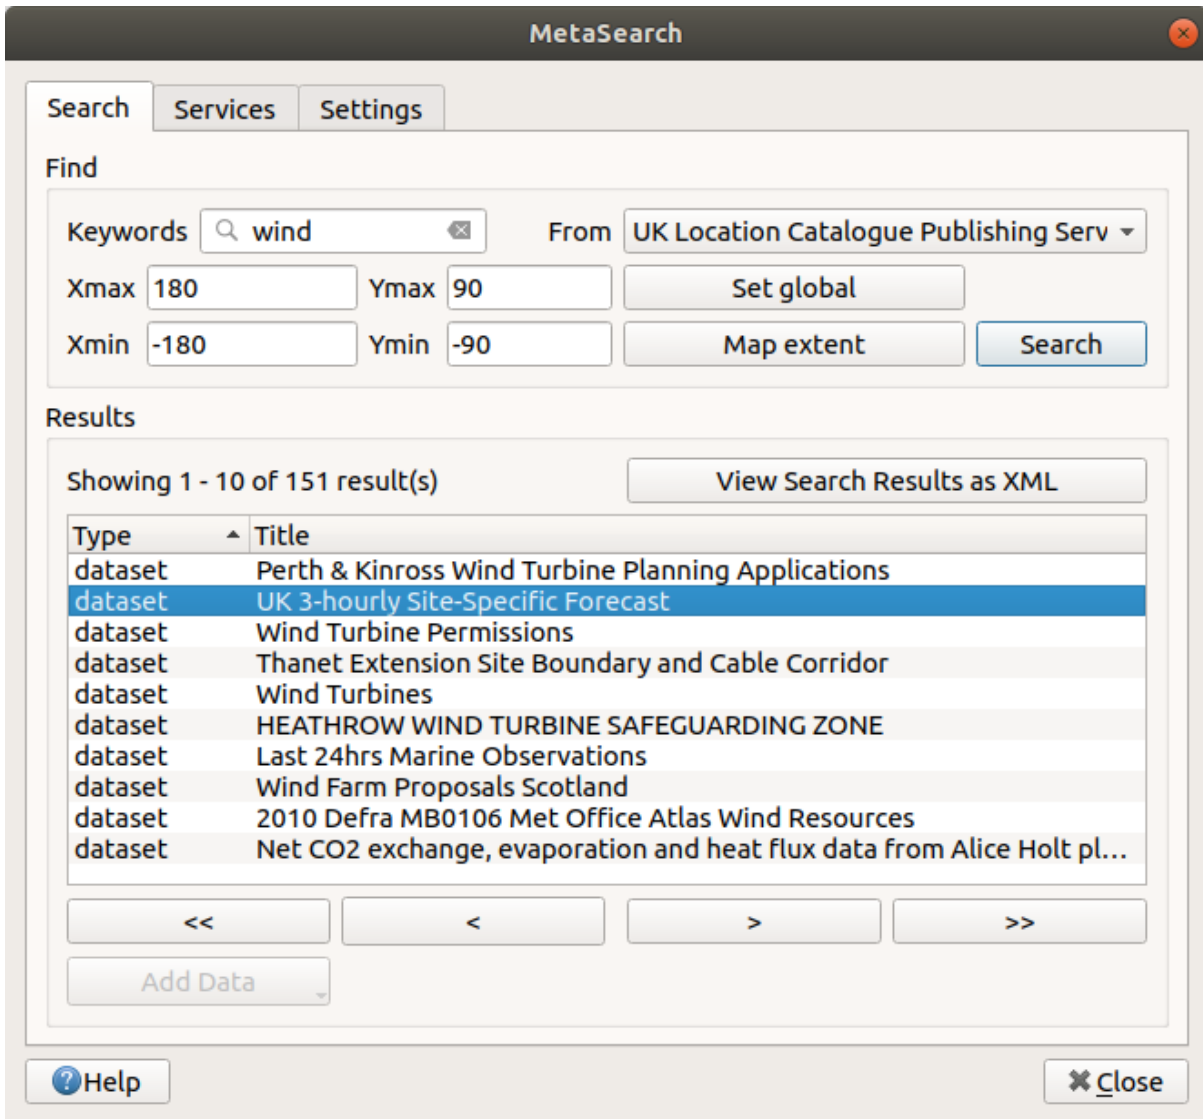 MetaSearch
Search Services Settings
Find
Keywords wind From UK Location Catalogue Publishing Serv
Xmax 180 Ymax 90 Set global
Xmin -180 Ymin -90 Map extent Search
Results
Showing 1 - 10 of 151 result(s) View Search Results as XML
Type Title
dataset Perth & Kinross Wind Turbine Planning Applications
dataset UK 3-hourly Site-Specific Forecast
dataset Wind Turbine Permissions
dataset Thanet Extension Site Boundary and Cable Corridor
dataset Wind Turbines
dataset HEATHROW WIND TURBINE SAFEGUARDING ZONE
dataset Last 24hrs Marine Observations
dataset Wind Farm Proposals Scotland
dataset 2010 Defra MB0106 Met Office Atlas Wind Resources
dataset Net CO2 exchange, evaporation and heat flux data from Alice Holt pl...
<< < > >>
Add Data
Help Close